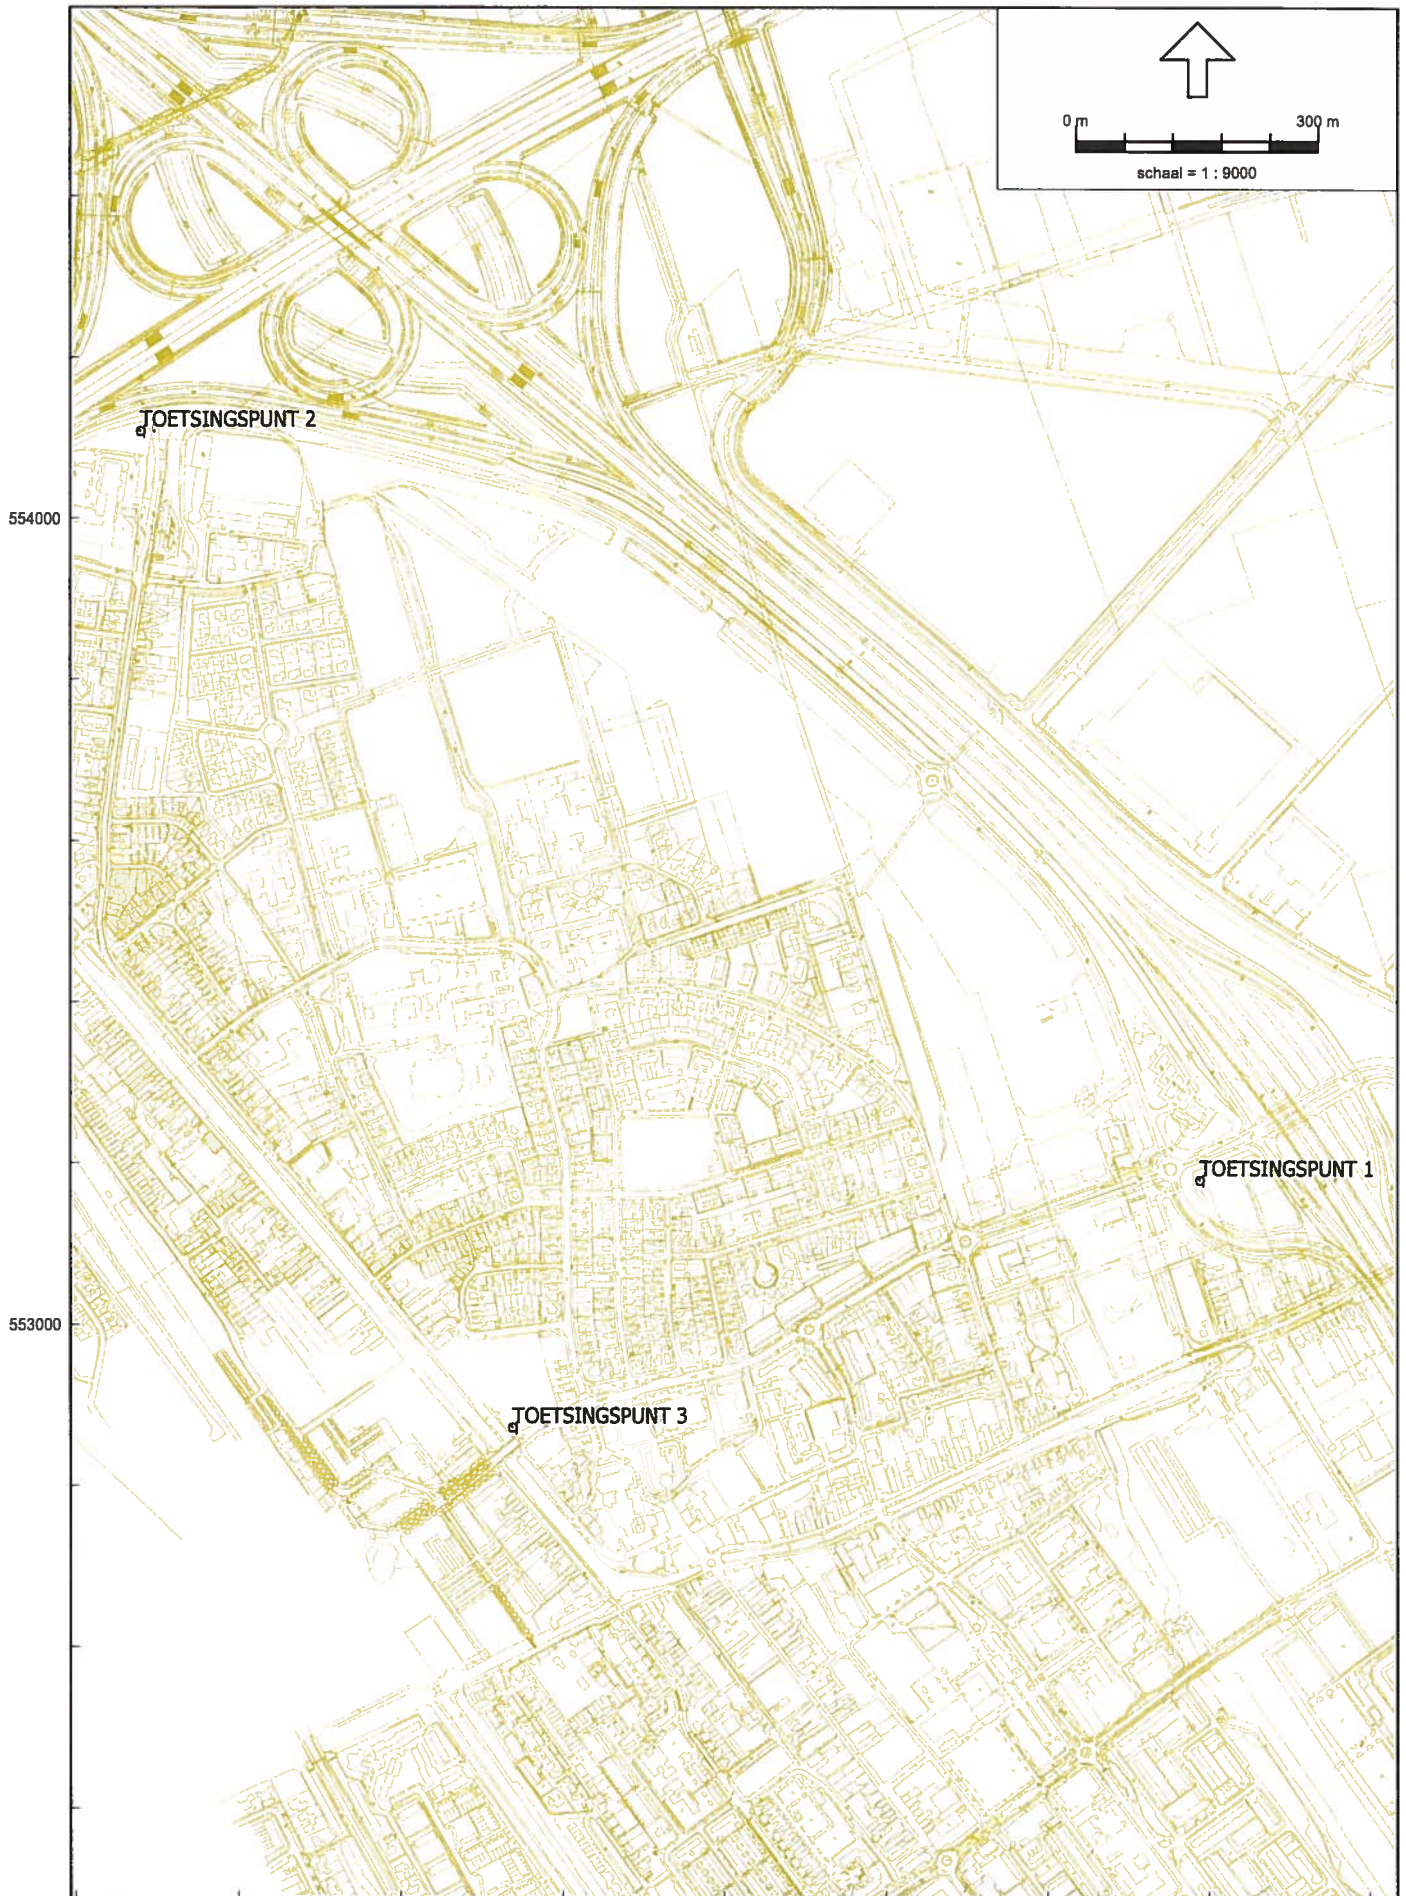 0 m 300 m
schaal = 1 : 9000
TOETSINGSPUNT 2
554000
TOETSINGSPUNT 1
553000
TOETSINGSPUNT 3